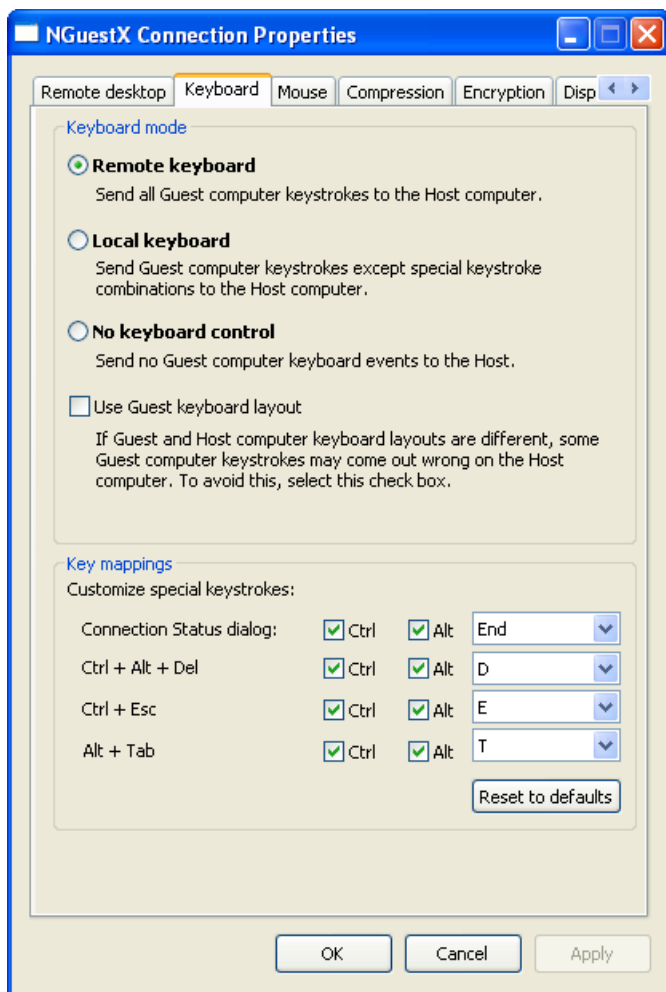 NGuestX Connection Properties
Remote desktop Keyboard Mouse Compression Encryption Disp
Keyboard mode
Remote keyboard
Send all Guest computer keystrokes to the Host computer.
Local keyboard
Send Guest computer keystrokes except special keystroke
combinations to the Host computer.
No keyboard control
Send no Guest computer keyboard events to the Host.
Use Guest keyboard layout
If Guest and Host computer keyboard layouts are different, some
Guest computer keystrokes may come out wrong on the Host
computer. To avoid this, select this check box.
Key mappings
Customize special keystrokes:
Connection Status dialog: Ctrl Alt End
Ctrl + Alt + Del Ctrl Alt D
Ctrl + Esc Ctrl Alt E
Alt + Tab Ctrl Alt T
Reset to defaults
OK Cancel Apply